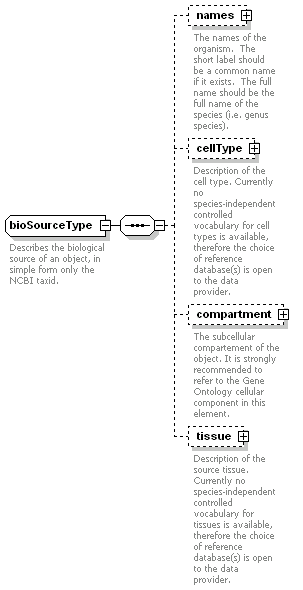 names
The names of the
organism.  The
short label should
be a common name
if it exists.  The full
name should be the
full name of the
species (i.e. genus
species).
cellType
Description of the
cell type. Currently
no
species-independent
controlled
vocabulary for cell
types is available,
therefore the choice
of reference
database(s) is open
to the data
provider.
bioSourceType
Describes the biological
source of an object, in
simple form only the
NCBI taxid.
compartment
The subcellular
compartement of the
object. It is strongly
recommended to
refer to the Gene
Ontology cellular
component in this
element.
tissue
Description of the
source tissue.
Currently no
species-independent
controlled
vocabulary for
tissues is available,
therefore the choice
of reference
database(s) is open
to the data
provider.